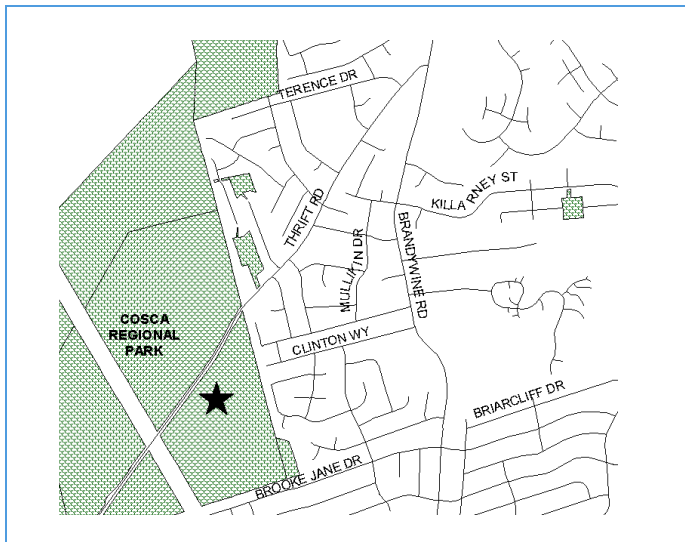 TERENCE DR
KILLARNEY ST
THRIFT RD
MULLIKIN DR
BRANDYWINE RD
COSCA
REGIONAL
PARK
CLINTON WY
BRIARCLIFF DR
BROOKE JANE DR